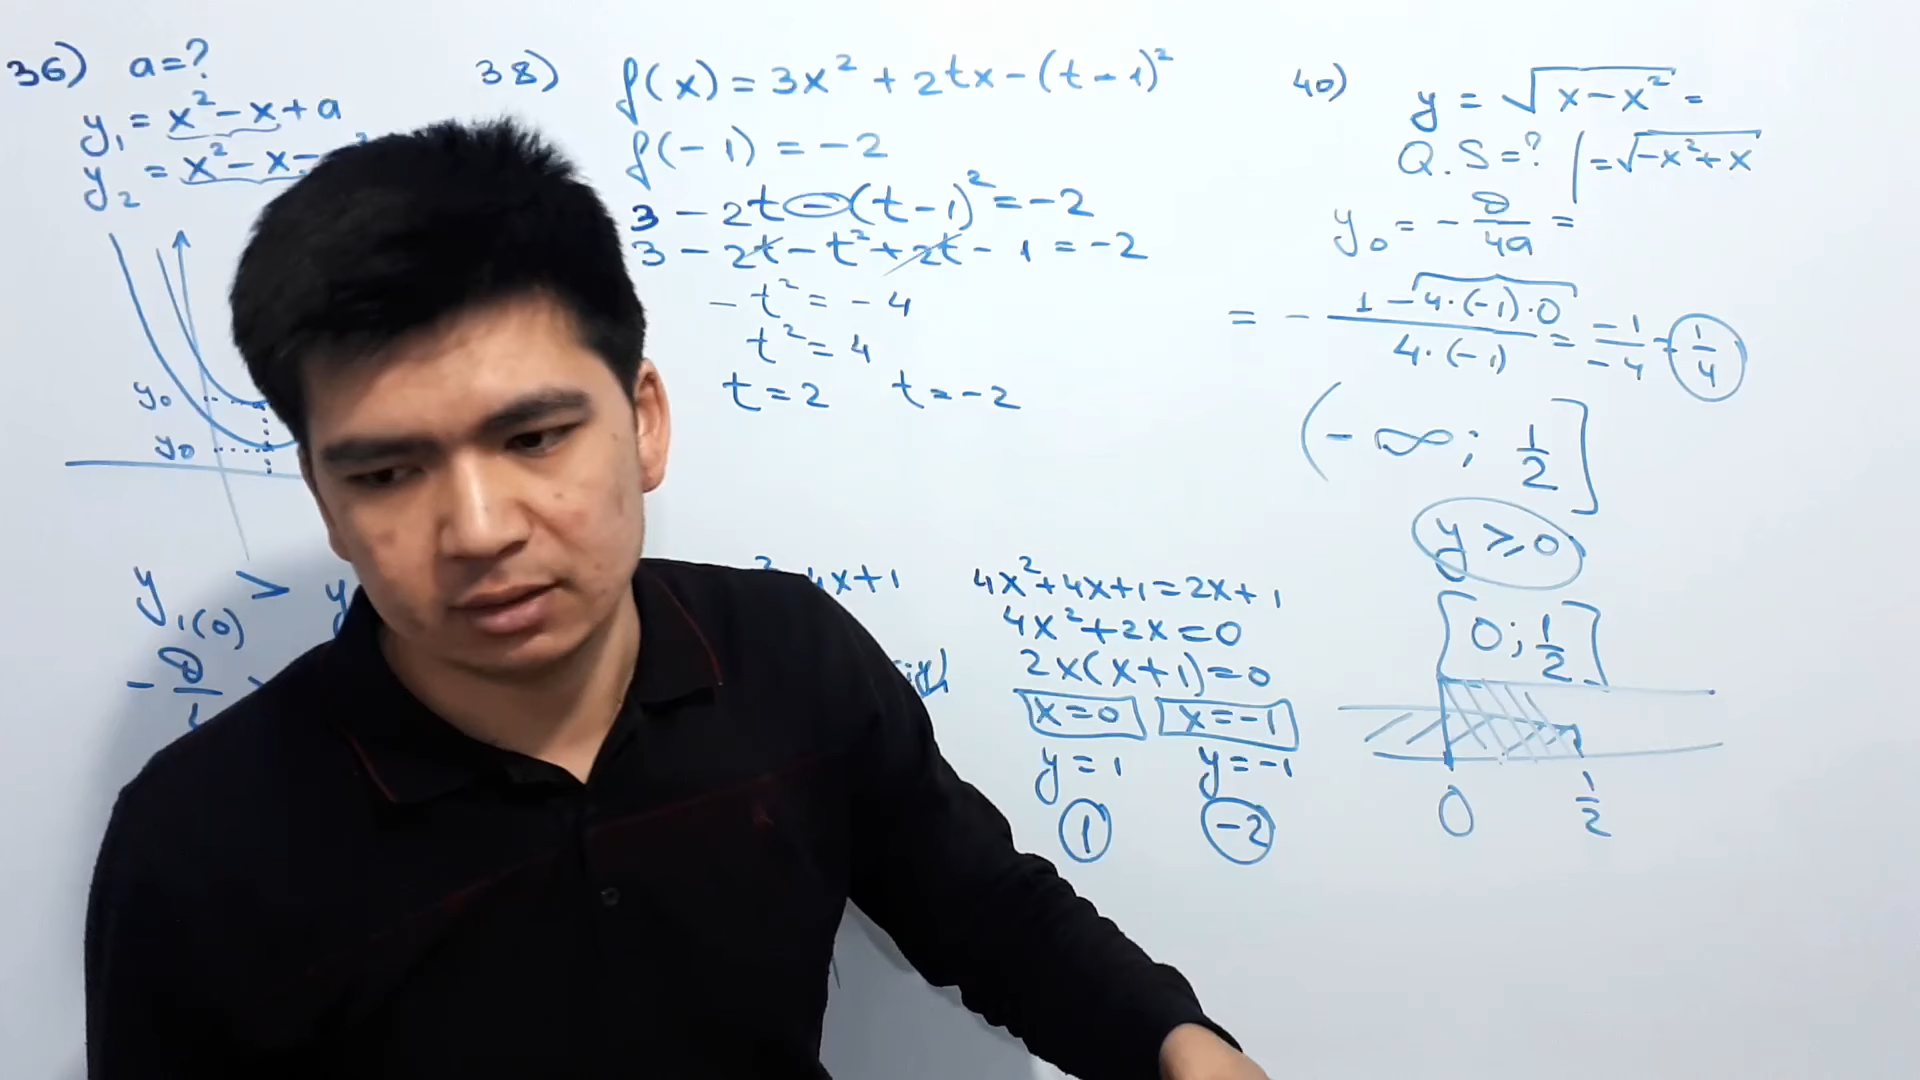 36) a=?
y₁ = x² - x + a
y₂ = x² - x -
y₀
y₀
y₁₍₀₎ > y
- D/
38) f(x) = 3x² + 2tx - (t-1)²
f(-1) = -2
3 - 2t - (t-1)² = -2
3 - 2t - t² + 2t - 1 = -2
- t² = -4
t² = 4
t = 2 t = -2
4x+1
4x²+4x+1=2x+1
4x²+2x=0
2x(x+1)=0
x=0 x=-1
y=1 y=-1
1 -2
40) y = √x-x² =
Q.S=? | = √-x²+x
y₀ = - D/4a =
= - 1-4·(-1)·0/4·(-1) = -1/-4 = 1/4
(-∞; 1/2]
y ≥ 0
[0; 1/2]
0 1/2